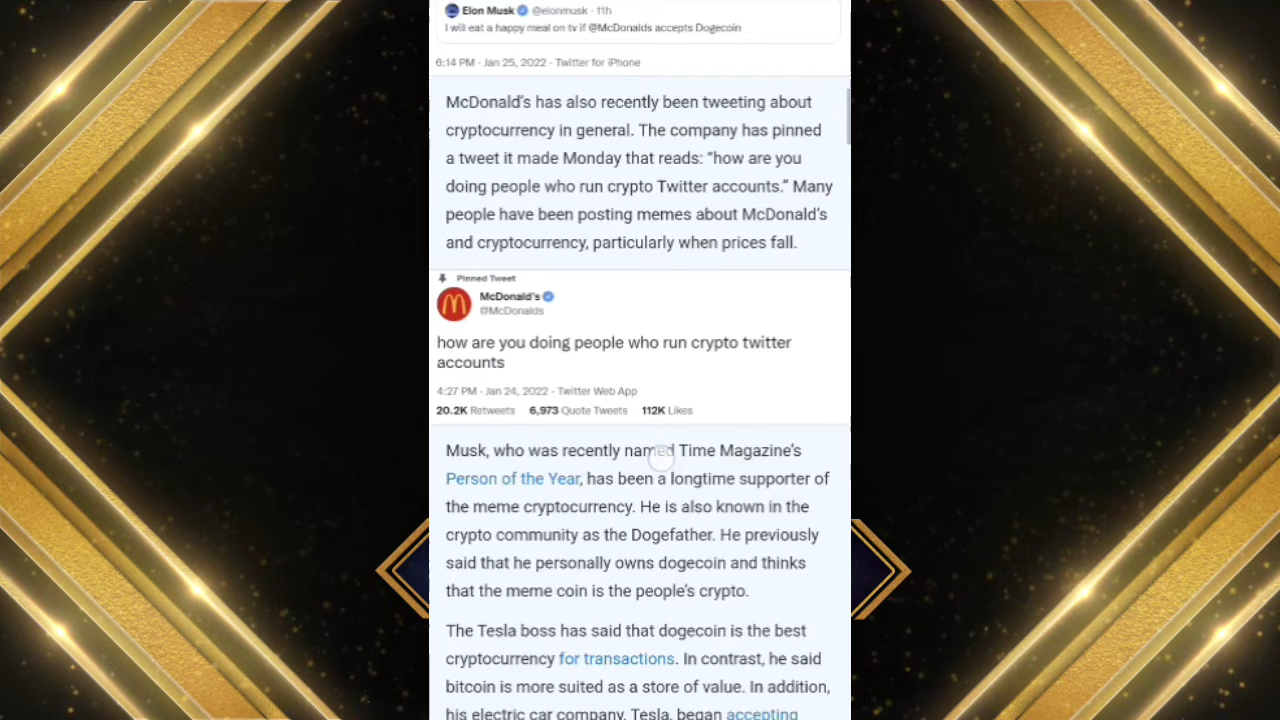 Elon Musk @elonmusk · 11h
I will eat a happy meal on tv if @McDonalds accepts Dogecoin
6:14 PM · Jan 25, 2022 · Twitter for iPhone
McDonald’s has also recently been tweeting about
cryptocurrency in general. The company has pinned
a tweet it made Monday that reads: “how are you
doing people who run crypto Twitter accounts.” Many
people have been posting memes about McDonald’s
and cryptocurrency, particularly when prices fall.
Pinned Tweet
McDonald's
@McDonalds
how are you doing people who run crypto twitter
accounts
4:27 PM · Jan 24, 2022 · Twitter Web App
20.2K Retweets 6,973 Quote Tweets 112K Likes
Musk, who was recently named Time Magazine’s
Person of the Year, has been a longtime supporter of
the meme cryptocurrency. He is also known in the
crypto community as the Dogefather. He previously
said that he personally owns dogecoin and thinks
that the meme coin is the people’s crypto.
The Tesla boss has said that dogecoin is the best
cryptocurrency for transactions. In contrast, he said
bitcoin is more suited as a store of value. In addition,
his electric car company, Tesla, began accepting